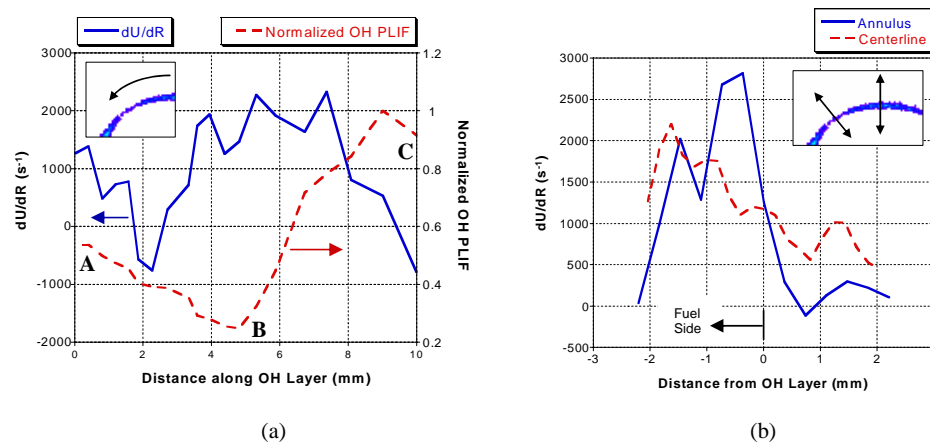 dU/dR
Normalized OH PLIF
3000
2000
1000
0
-1000
-2000
dU/dR (s-1)
1.2
1
0.8
0.6
0.4
0.2
Normalized OH PLIF
A
B
C
0
2
4
6
8
10
Distance along OH Layer (mm)
(a)
Annulus
Centerline
3000
2500
2000
1500
1000
500
0
-500
dU/dR (s-1)
Fuel
Side
-3
-2
-1
0
1
2
Distance from OH Layer (mm)
(b)